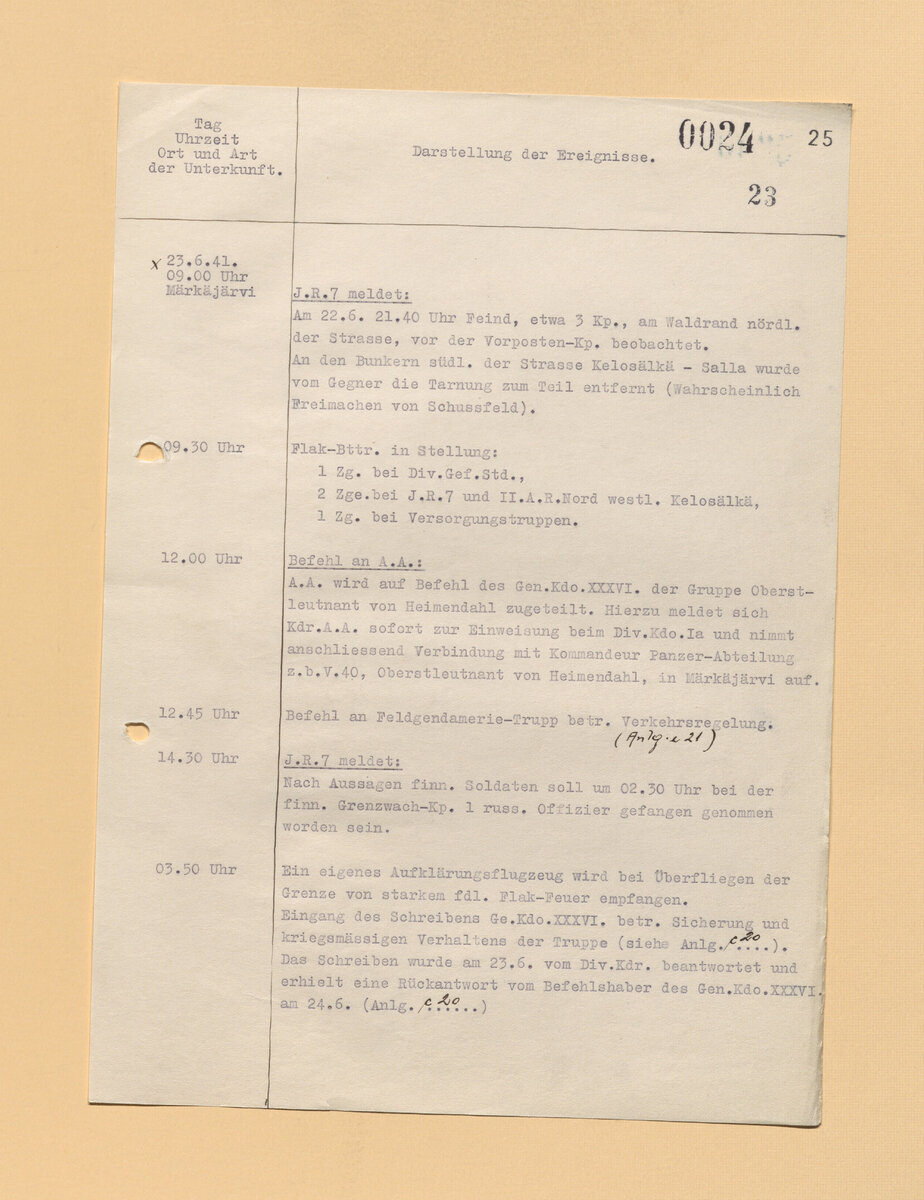 Tag
Uhrzeit
Ort und Art
der Unterkunft.
Darstellung der Ereignisse.
0024
25
23
x 23.6.41.
09.00 Uhr
Märkäjärvi
J.R.7 meldet:
Am 22.6. 21.40 Uhr Feind, etwa 3 Kp., am Waldrand nördl.
der Strasse, vor der Vorposten-Kp. beobachtet.
An den Bunkern südl. der Strasse Kelosälkä - Salla wurde
vom Gegner die Tarnung zum Teil entfernt (Wahrscheinlich
Freimachen von Schussfeld).
09.30 Uhr
Flak-Bttr. in Stellung:
1 Zg. bei Div.Gef.Std.,
2 Zge.bei J.R.7 und II.A.R.Nord westl. Kelosälkä,
1 Zg. bei Versorgungstruppen.
12.00 Uhr
Befehl an A.A.:
A.A. wird auf Befehl des Gen.Kdo.XXXVI. der Gruppe Oberst-
leutnant von Heimendahl zugeteilt. Hierzu meldet sich
Kdr.A.A. sofort zur Einweisung beim Div.Kdo.Ia und nimmt
anschliessend Verbindung mit Kommandeur Panzer-Abteilung
z.b.V.40, Oberstleutnant von Heimendahl, in Märkäjärvi auf.
12.45 Uhr
Befehl an Feldgendamerie-Trupp betr. Verkehrsregelung.
(Anlg. c 21)
14.30 Uhr
J.R.7 meldet:
Nach Aussagen finn. Soldaten soll um 02.30 Uhr bei der
finn. Grenzwach-Kp. 1 russ. Offizier gefangen genommen
worden sein.
03.50 Uhr
Ein eigenes Aufklärungsflugzeug wird bei Überfliegen der
Grenze von starkem fdl. Flak-Feuer empfangen.
Eingang des Schreibens Ge.Kdo.XXXVI. betr. Sicherung und
kriegsmässigen Verhaltens der Truppe (siehe Anlg. c 20....).
Das Schreiben wurde am 23.6. vom Div.Kdr. beantwortet und
erhielt eine Rückantwort vom Befehlshaber des Gen.Kdo.XXXVI.
am 24.6. (Anlg. c 20......)